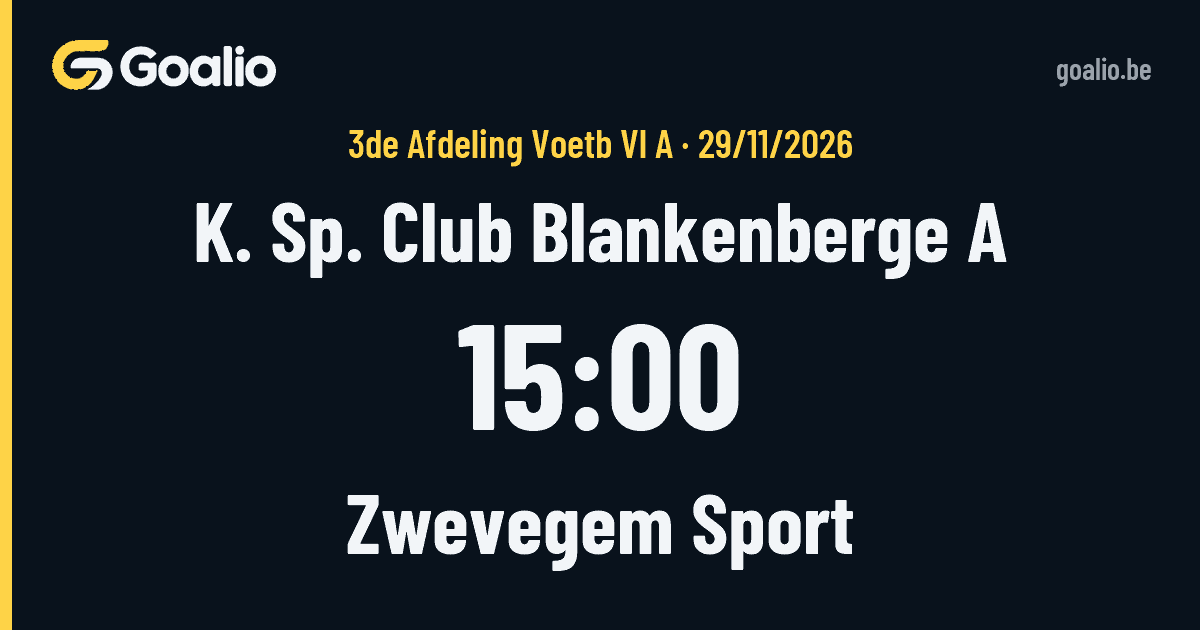 Goalio
goalio.be
3de Afdeling Voetb Vl A · 29/11/2026
K. Sp. Club Blankenberge A
15:00
Zwevegem Sport